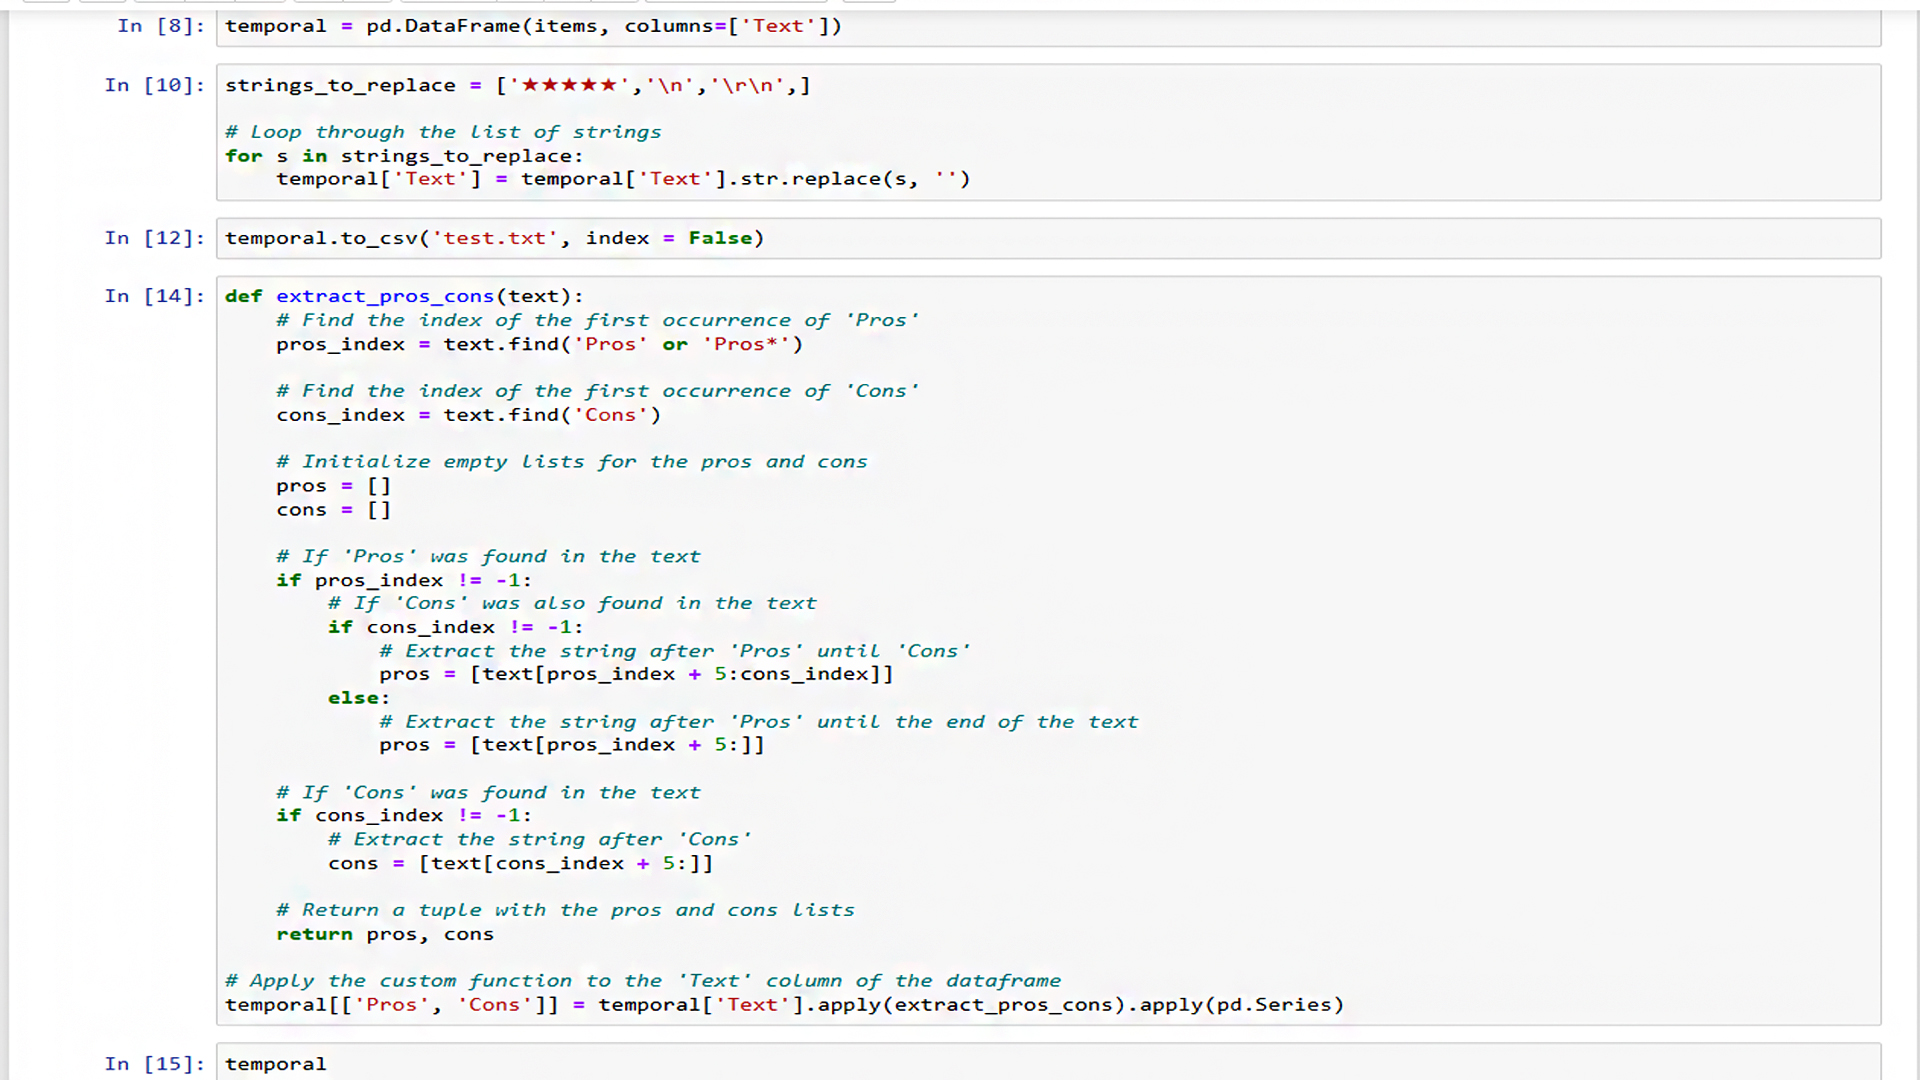 In [8]: temporal = pd.DataFrame(items, columns=['Text'])
In [10]: strings_to_replace = ['★★★★★','\n','\r\n',]
# Loop through the list of strings
for s in strings_to_replace:
    temporal['Text'] = temporal['Text'].str.replace(s, '')
In [12]: temporal.to_csv('test.txt', index = False)
In [14]: def extract_pros_cons(text):
    # Find the index of the first occurrence of 'Pros'
    pros_index = text.find('Pros' or 'Pros*')
    # Find the index of the first occurrence of 'Cons'
    cons_index = text.find('Cons')
    # Initialize empty lists for the pros and cons
    pros = []
    cons = []
    # If 'Pros' was found in the text
    if pros_index != -1:
        # If 'Cons' was also found in the text
        if cons_index != -1:
            # Extract the string after 'Pros' until 'Cons'
            pros = [text[pros_index + 5:cons_index]]
        else:
            # Extract the string after 'Pros' until the end of the text
            pros = [text[pros_index + 5:]]
    # If 'Cons' was found in the text
    if cons_index != -1:
        # Extract the string after 'Cons'
        cons = [text[cons_index + 5:]]
    # Return a tuple with the pros and cons lists
    return pros, cons
# Apply the custom function to the 'Text' column of the dataframe
temporal[['Pros', 'Cons']] = temporal['Text'].apply(extract_pros_cons).apply(pd.Series)
In [15]: temporal